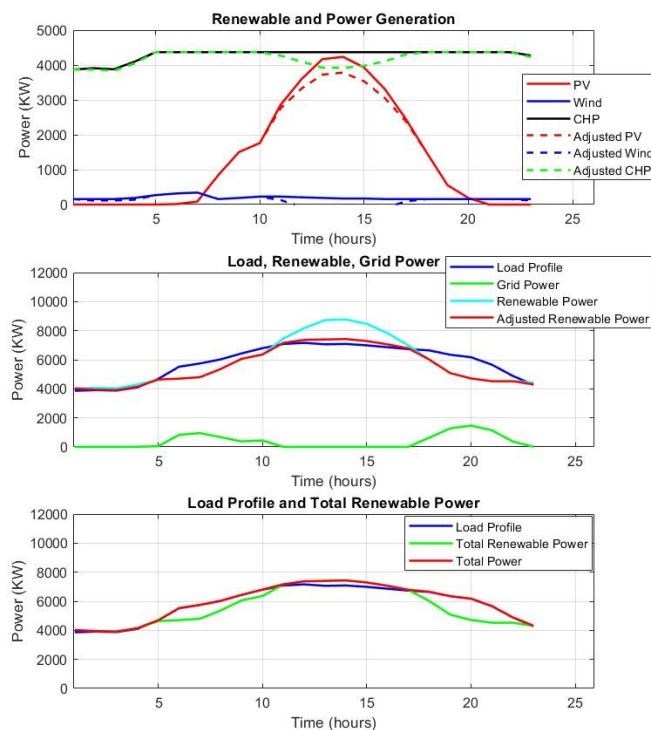 Renewable and Power Generation
5000
4000
3000
2000
1000
0
Power (KW)
PV
Wind
CHP
Adjusted PV
Adjusted Wind
Adjusted CHP
5 10 15 20 25
Time (hours)
Load, Renewable, Grid Power
12000
10000
8000
6000
4000
2000
0
Power (KW)
Load Profile
Grid Power
Renewable Power
Adjusted Renewable Power
5 10 15 20 25
Time (hours)
Load Profile and Total Renewable Power
12000
10000
8000
6000
4000
2000
0
Power (KW)
Load Profile
Total Renewable Power
Total Power
5 10 15 20 25
Time (hours)